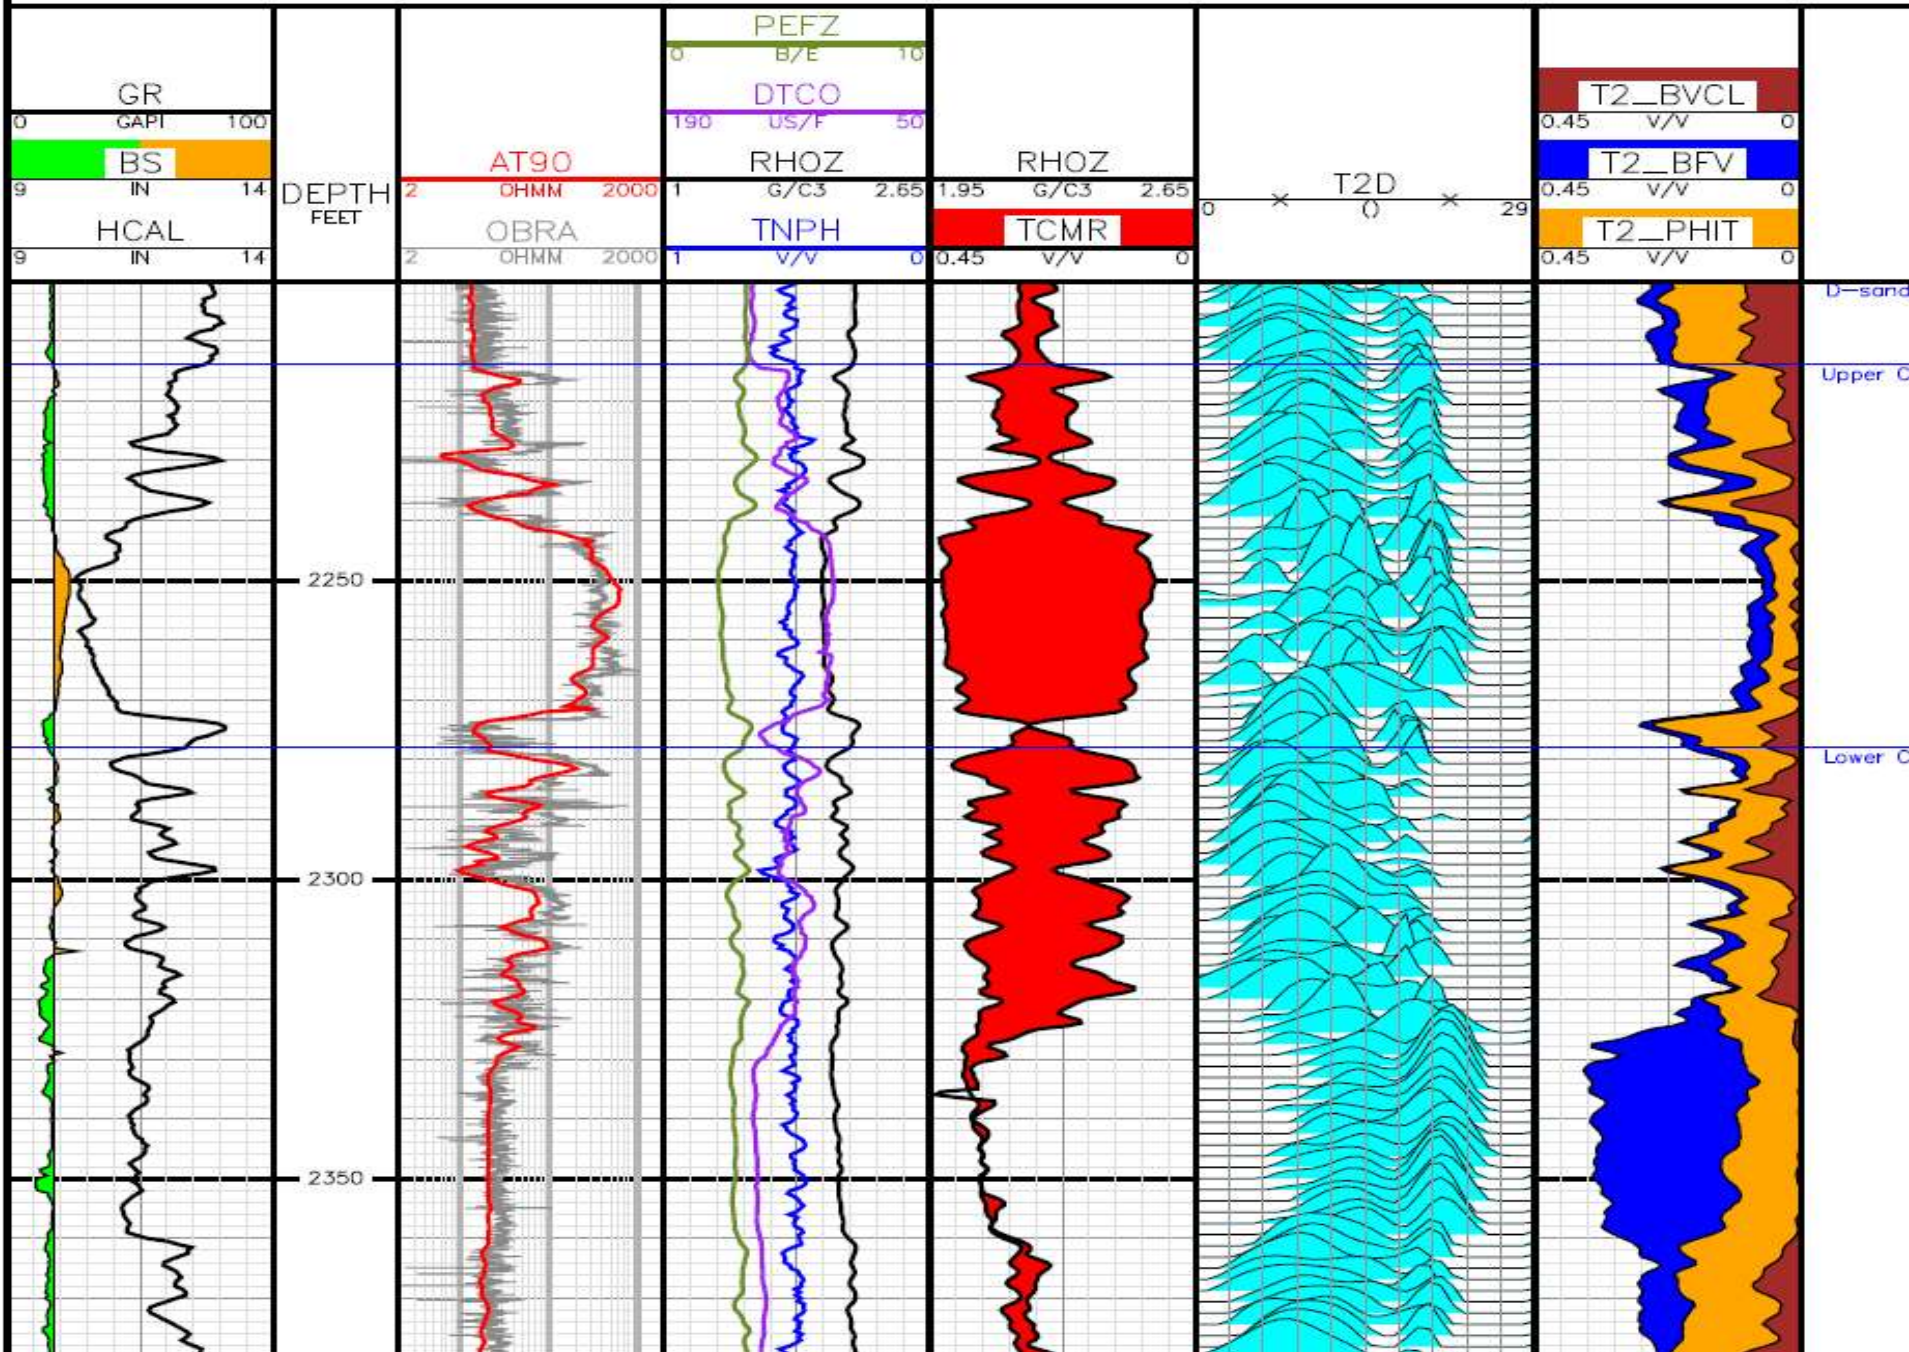 PEFZ
0 B/E 10
GR
DTCO
T2_BVCL
0 GAPI 100
190 US/F 50
0.45 V/V 0
BS
AT90
RHOZ
RHOZ
T2_BFV
9 IN 14
DEPTH
2 OHMM 2000
1 G/C3 2.65
1.95 G/C3 2.65
T2D
0.45 V/V 0
FEET
0 () 29
HCAL
OBRA
TNPH
TCMR
T2_PHIT
9 IN 14
2 OHMM 2000
1 V/V 0
0.45 V/V 0
0.45 V/V 0
D-sand
Upper C
2250
Lower C
2300
2350